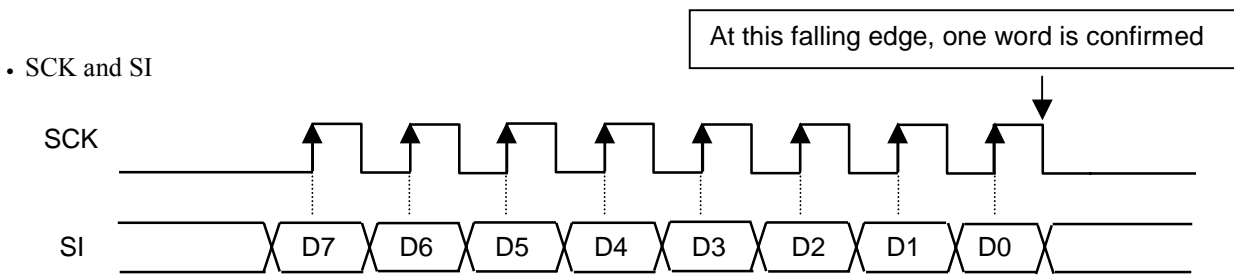 At this falling edge, one word is confirmed
• SCK and SI
SCK
SI D7 D6 D5 D4 D3 D2 D1 D0